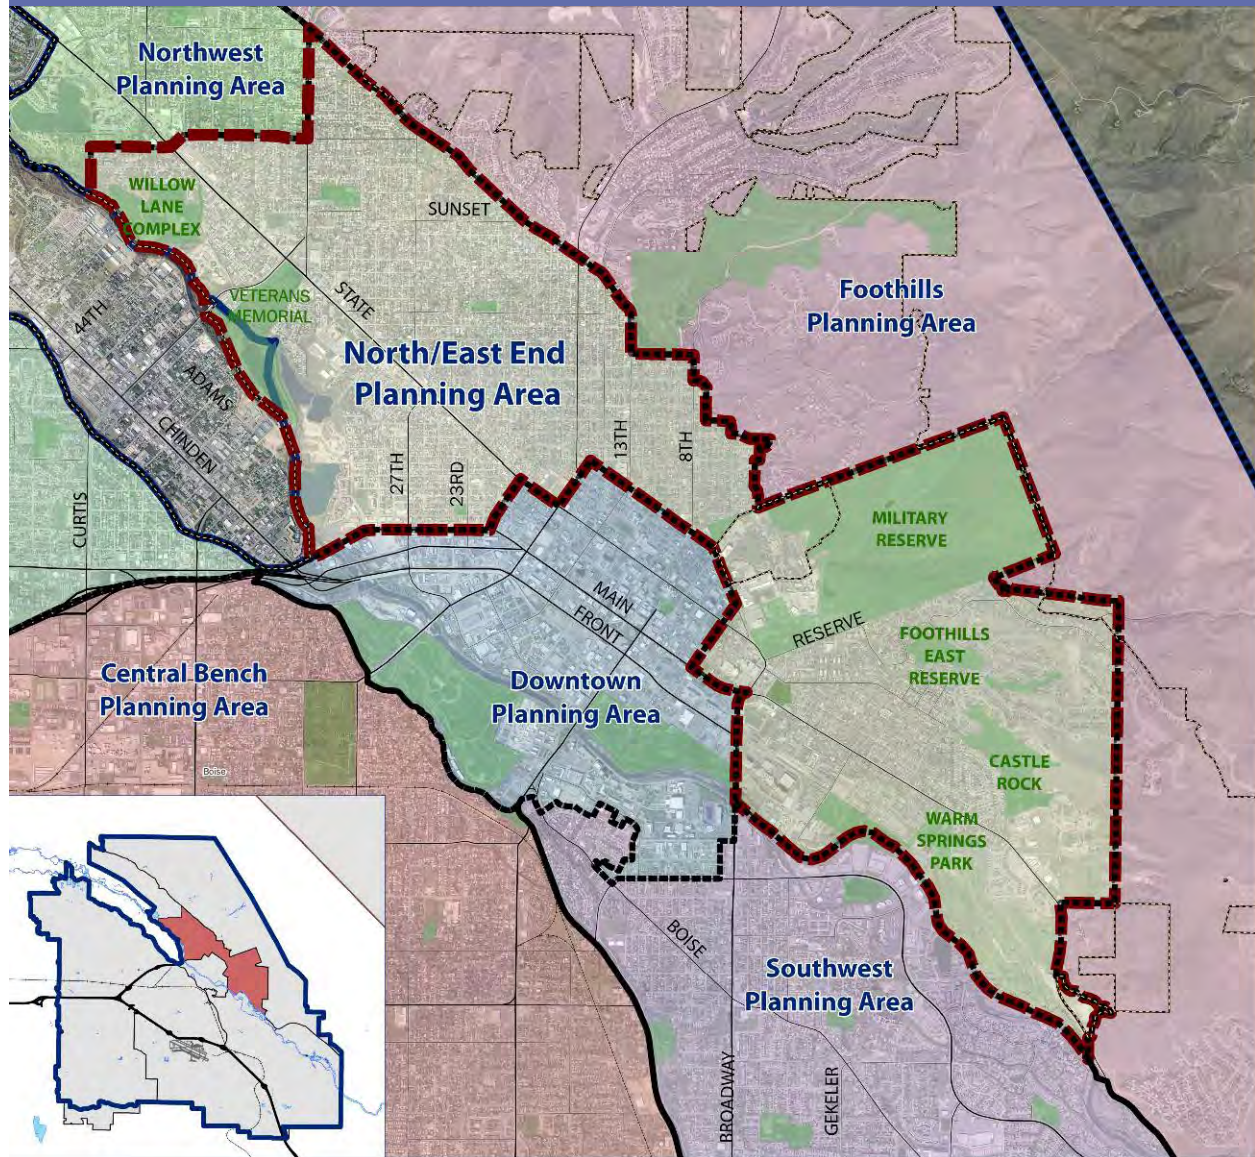 Northwest
Planning Area
WILLOW
LANE
COMPLEX
SUNSET
VETERANS
MEMORIAL
STATE
44TH
ADAMS
CHINDEN
CURTIS
North/East End
Planning Area
Foothills
Planning Area
27TH
23RD
13TH
8TH
MILITARY
RESERVE
RESERVE
MAIN
FRONT
FOOTHILLS
EAST
RESERVE
Central Bench
Planning Area
Downtown
Planning Area
CASTLE
ROCK
Boise
WARM
SPRINGS
PARK
BOISE
Southwest
Planning Area
BROADWAY
GEKELER